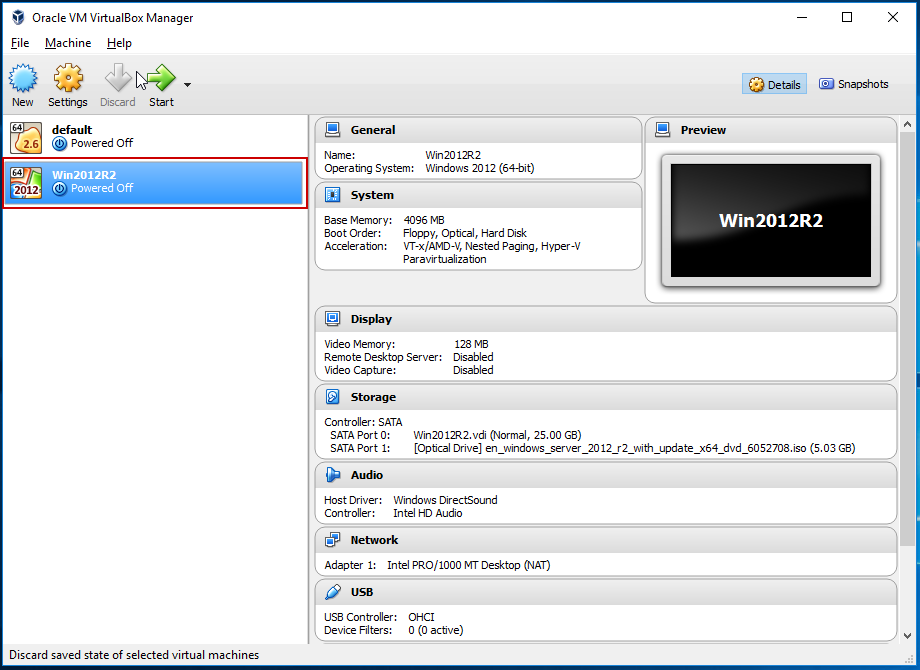 Oracle VM VirtualBox Manager
File Machine Help
New Settings Discard Start Details Snapshots
64
2.6
default
Powered Off
64
2012
Win2012R2
Powered Off
General
Name: Win2012R2
Operating System: Windows 2012 (64-bit)
System
Base Memory: 4096 MB
Boot Order: Floppy, Optical, Hard Disk
Acceleration: VT-x/AMD-V, Nested Paging, Hyper-V
Paravirtualization
Preview
Win2012R2
Display
Video Memory: 128 MB
Remote Desktop Server: Disabled
Video Capture: Disabled
Storage
Controller: SATA
SATA Port 0: Win2012R2.vdi (Normal, 25.00 GB)
SATA Port 1: [Optical Drive] en_windows_server_2012_r2_with_update_x64_dvd_6052708.iso (5.03 GB)
Audio
Host Driver: Windows DirectSound
Controller: Intel HD Audio
Network
Adapter 1: Intel PRO/1000 MT Desktop (NAT)
USB
USB Controller: OHCI
Device Filters: 0 (0 active)
Discard saved state of selected virtual machines